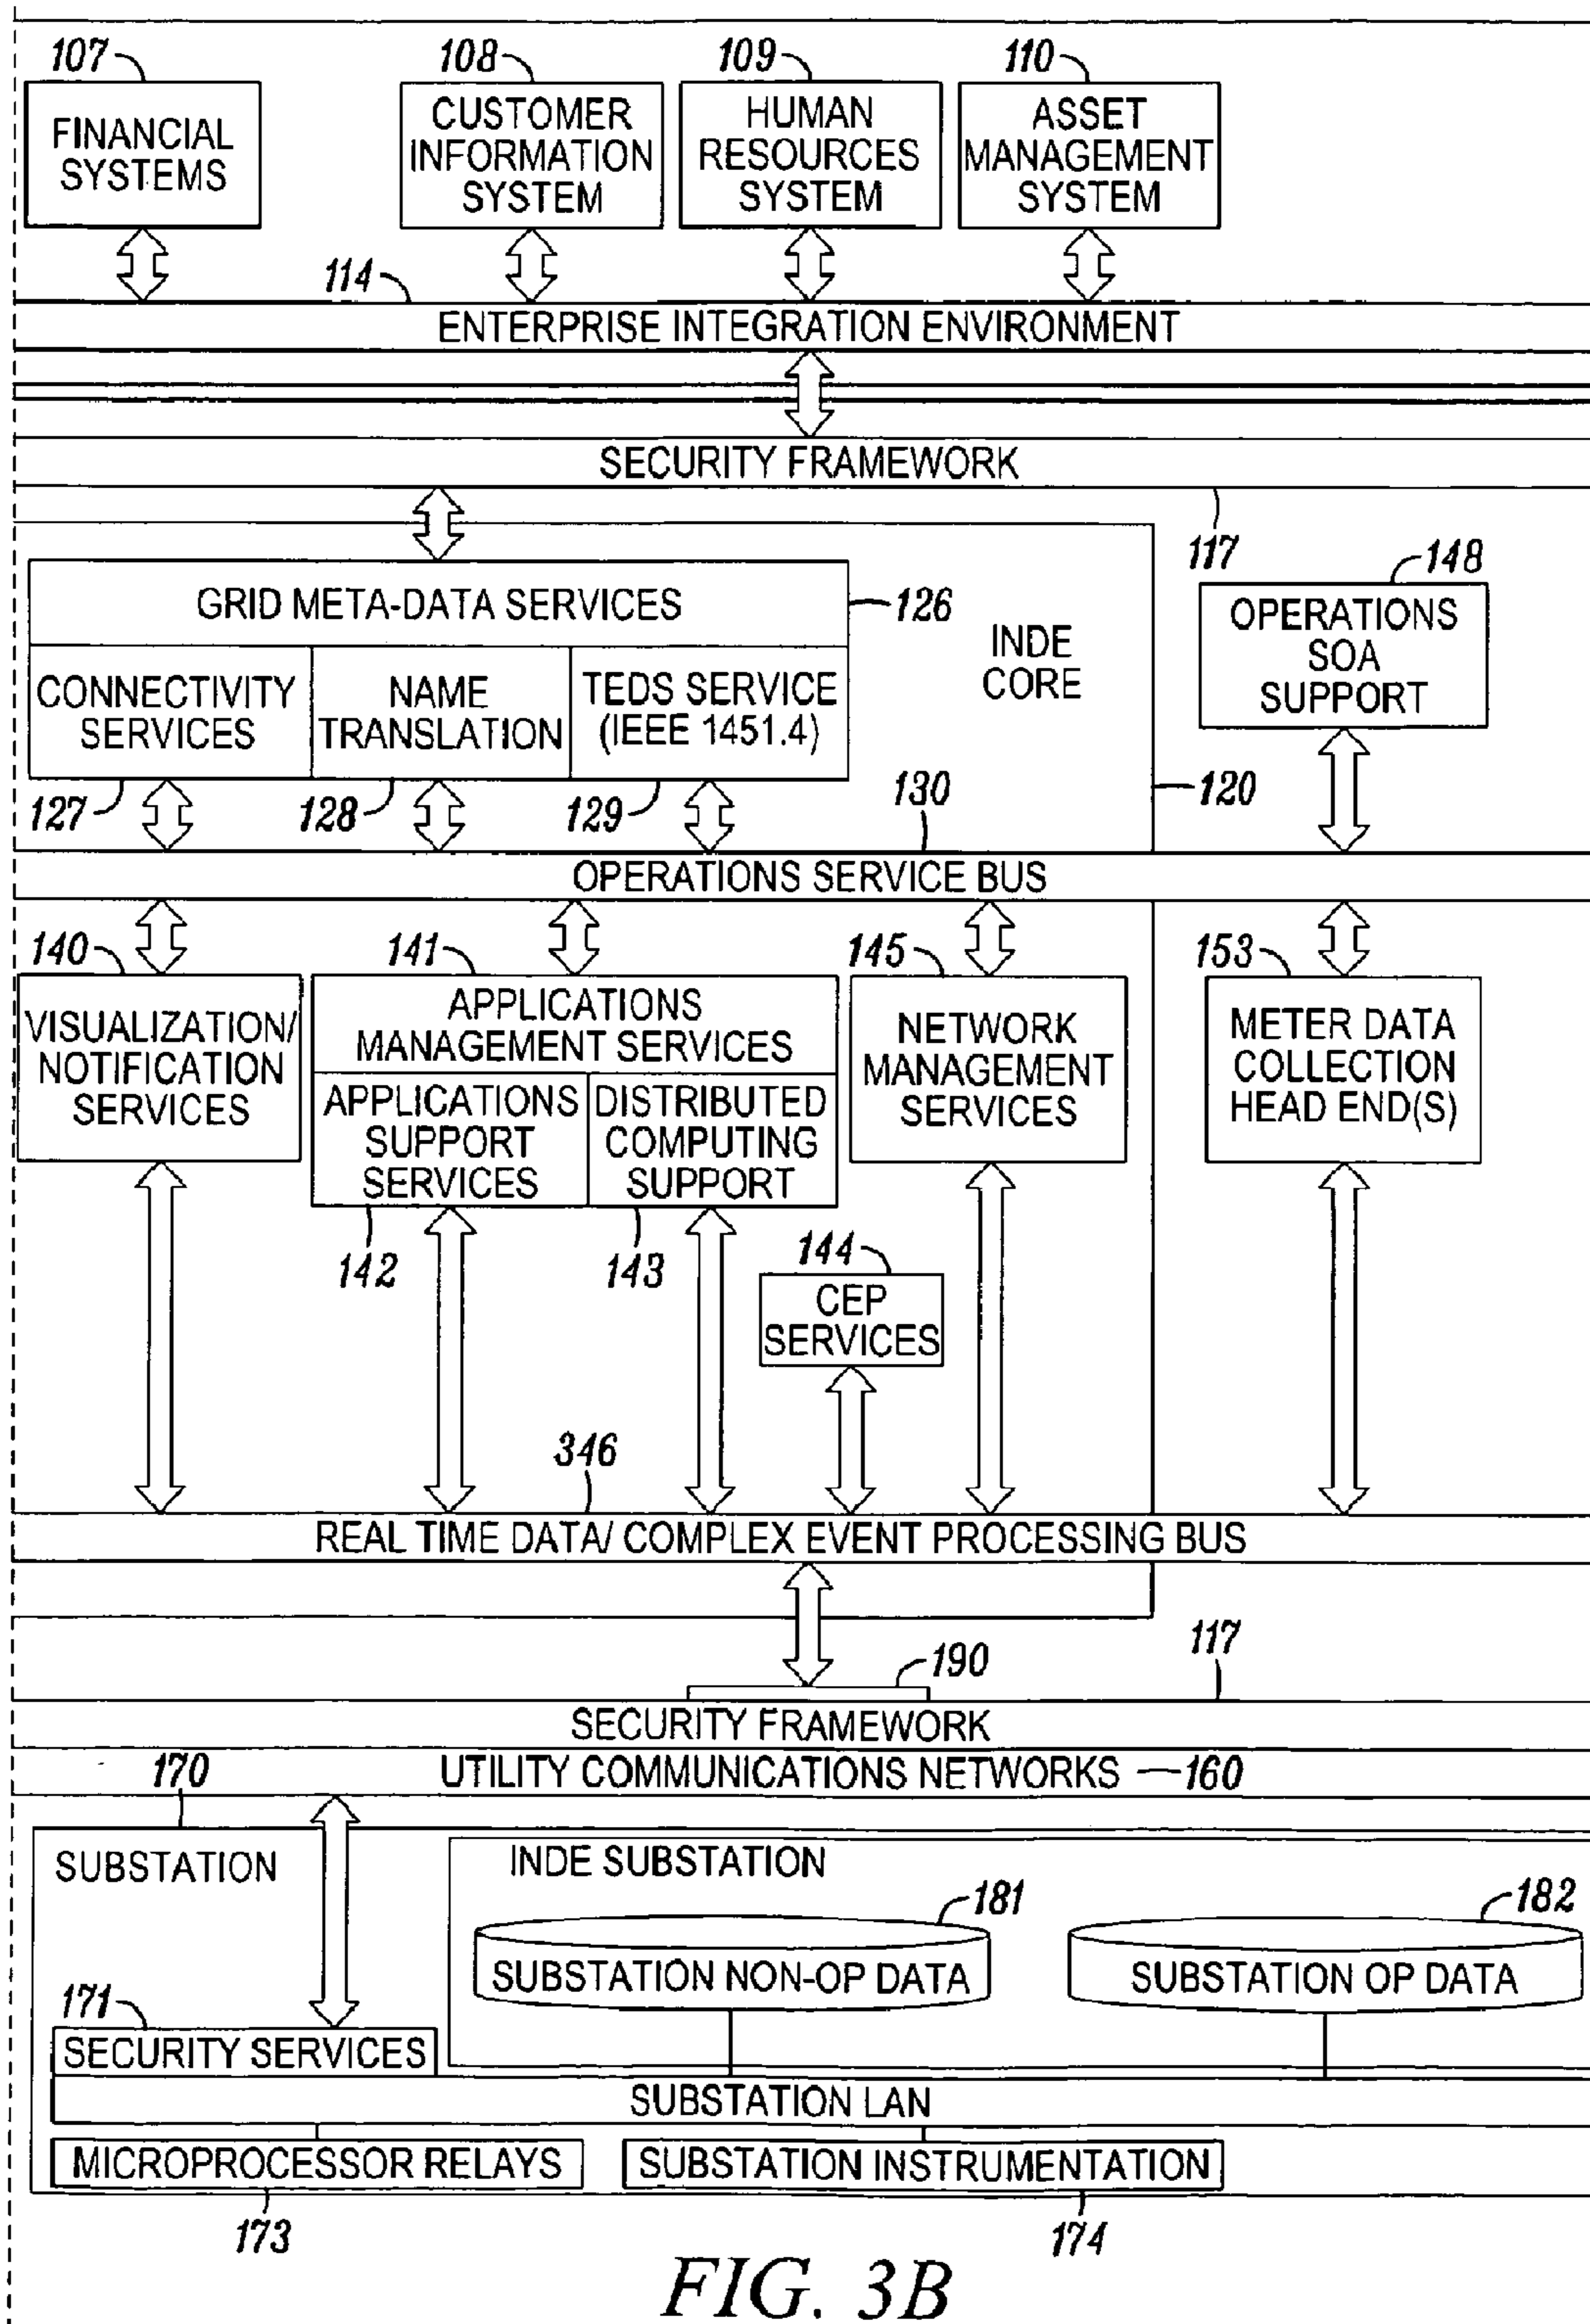 107
108
109
110
FINANCIAL
SYSTEMS
CUSTOMER
INFORMATION
SYSTEM
HUMAN
RESOURCES
SYSTEM
ASSET
MANAGEMENT
SYSTEM
114
ENTERPRISE INTEGRATION ENVIRONMENT
SECURITY FRAMEWORK
117
GRID META-DATA SERVICES
126
CONNECTIVITY
SERVICES
NAME
TRANSLATION
TEDS SERVICE
(IEEE 1451.4)
127
128
129
INDE
CORE
148
OPERATIONS
SOA
SUPPORT
120
130
OPERATIONS SERVICE BUS
140
141
145
153
VISUALIZATION/
NOTIFICATION
SERVICES
APPLICATIONS
MANAGEMENT SERVICES
APPLICATIONS
SUPPORT
SERVICES
DISTRIBUTED
COMPUTING
SUPPORT
NETWORK
MANAGEMENT
SERVICES
METER DATA
COLLECTION
HEAD END(S)
142
143
144
CEP
SERVICES
346
REAL TIME DATA/ COMPLEX EVENT PROCESSING BUS
190
117
SECURITY FRAMEWORK
UTILITY COMMUNICATIONS NETWORKS
160
170
SUBSTATION
INDE SUBSTATION
181
182
SUBSTATION NON-OP DATA
SUBSTATION OP DATA
171
SECURITY SERVICES
SUBSTATION LAN
MICROPROCESSOR RELAYS
SUBSTATION INSTRUMENTATION
173
174
FIG. 3B